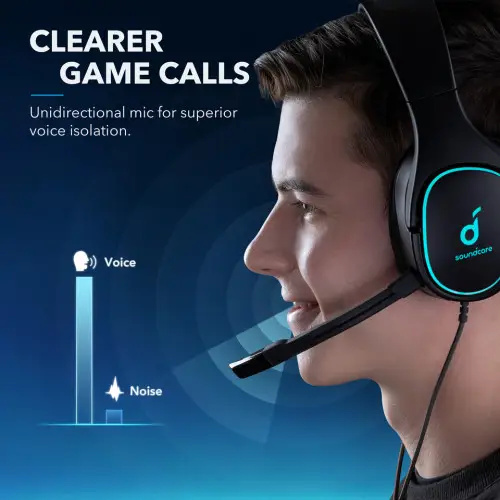 CLEARER
GAME CALLS
Unidirectional mic for superior
voice isolation.
Voice
Noise
soundcore